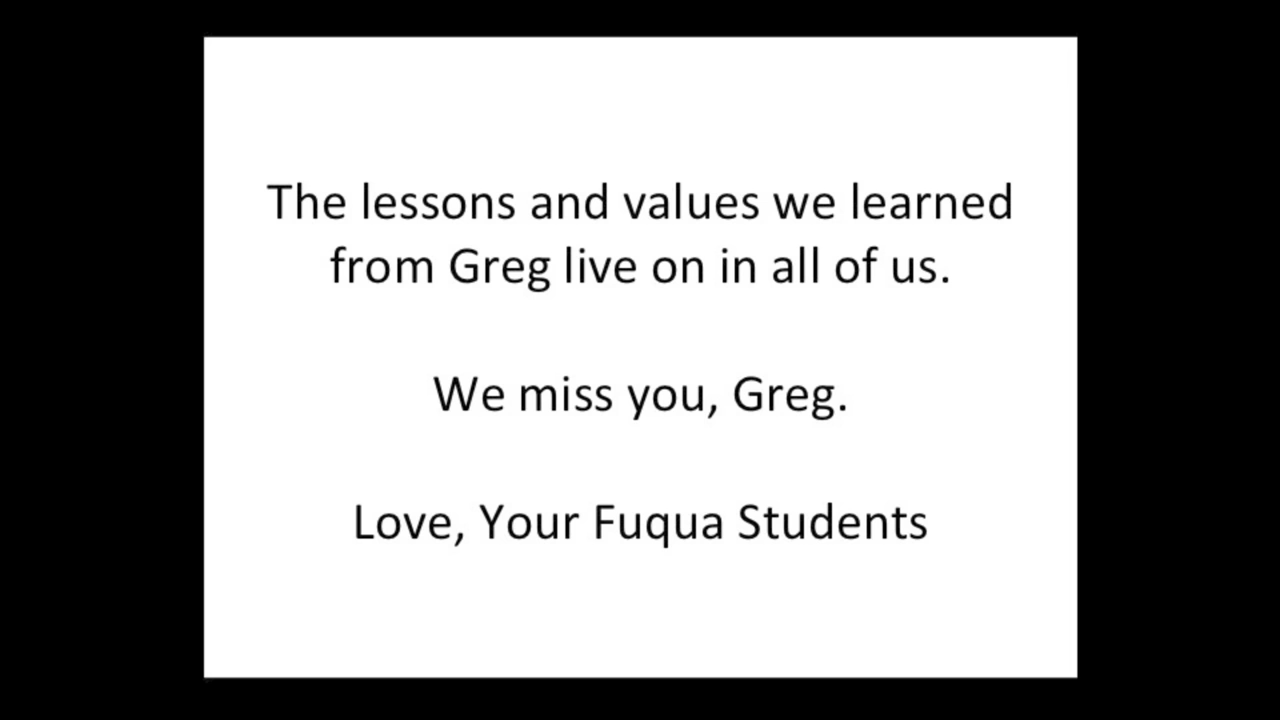 The lessons and values we learned
from Greg live on in all of us.
We miss you, Greg.
Love, Your Fuqua Students